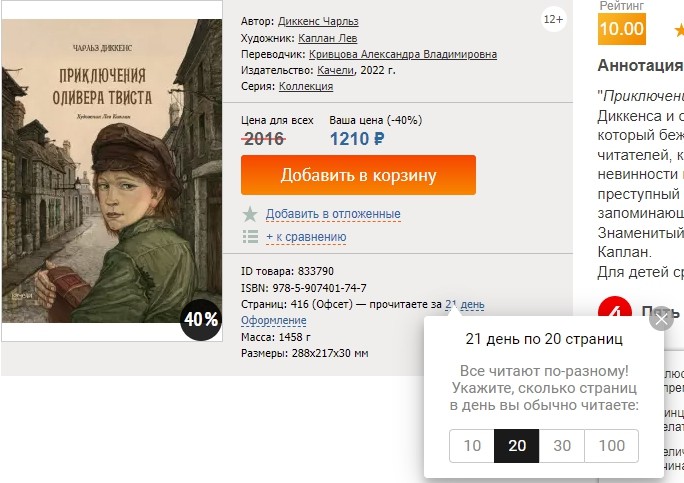 ЧАРЛЬЗ ДИККЕНС
ПРИКЛЮЧЕНИЯ
ОЛИВЕРА ТВИСТА
Художник Лев Каплан
Качели
40%
Автор: Диккенс Чарльз
Художник: Каплан Лев
Переводчик: Кривцова Александра Владимировна
Издательство: Качели, 2022 г.
Серия: Коллекция
12+
Цена для всех
Ваша цена (-40%)
2016
1210 ₽
Добавить в корзину
Добавить в отложенные
+ к сравнению
ID товара: 833790
ISBN: 978-5-907401-74-7
Страниц: 416 (Офсет) — прочитаете за 21 день
Оформление
Масса: 1458 г
Размеры: 288x217x30 мм
21 день по 20 страниц
Все читают по-разному!
Укажите, сколько страниц
в день вы обычно читаете:
10 20 30 100
Рейтинг
10.00
Аннотация
"Приключени
Диккенса и с
который беж
читателей, к
невинности
преступный
запоминающ
Знаменитый
Каплан.
Для детей ср